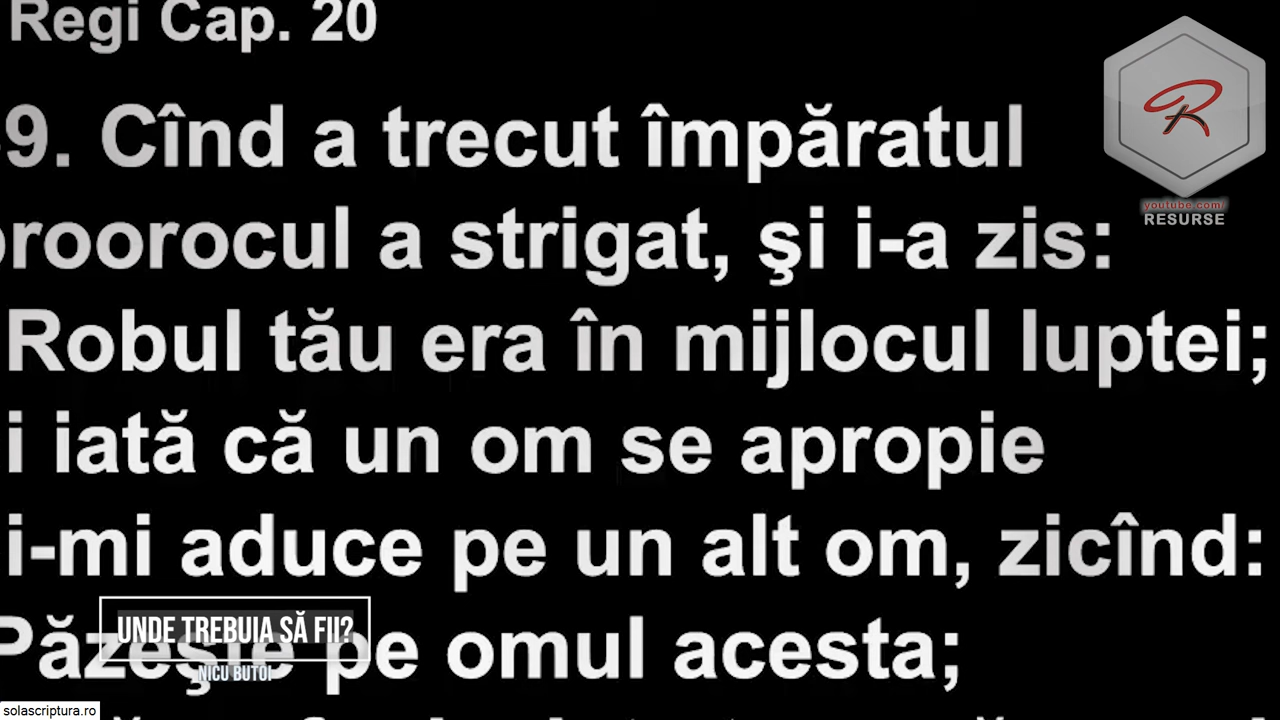 Regi Cap. 20
9. Cînd a trecut împăratul
proorocul a strigat, şi i-a zis:
Robul tău era în mijlocul luptei;
i iată că un om se apropie
i-mi aduce pe un alt om, zicînd:
Păzeşte pe omul acesta;
youtube.com/
RESURSE
UNDE TREBUIA SĂ FII?
NICU BUTOI
solascriptura.ro